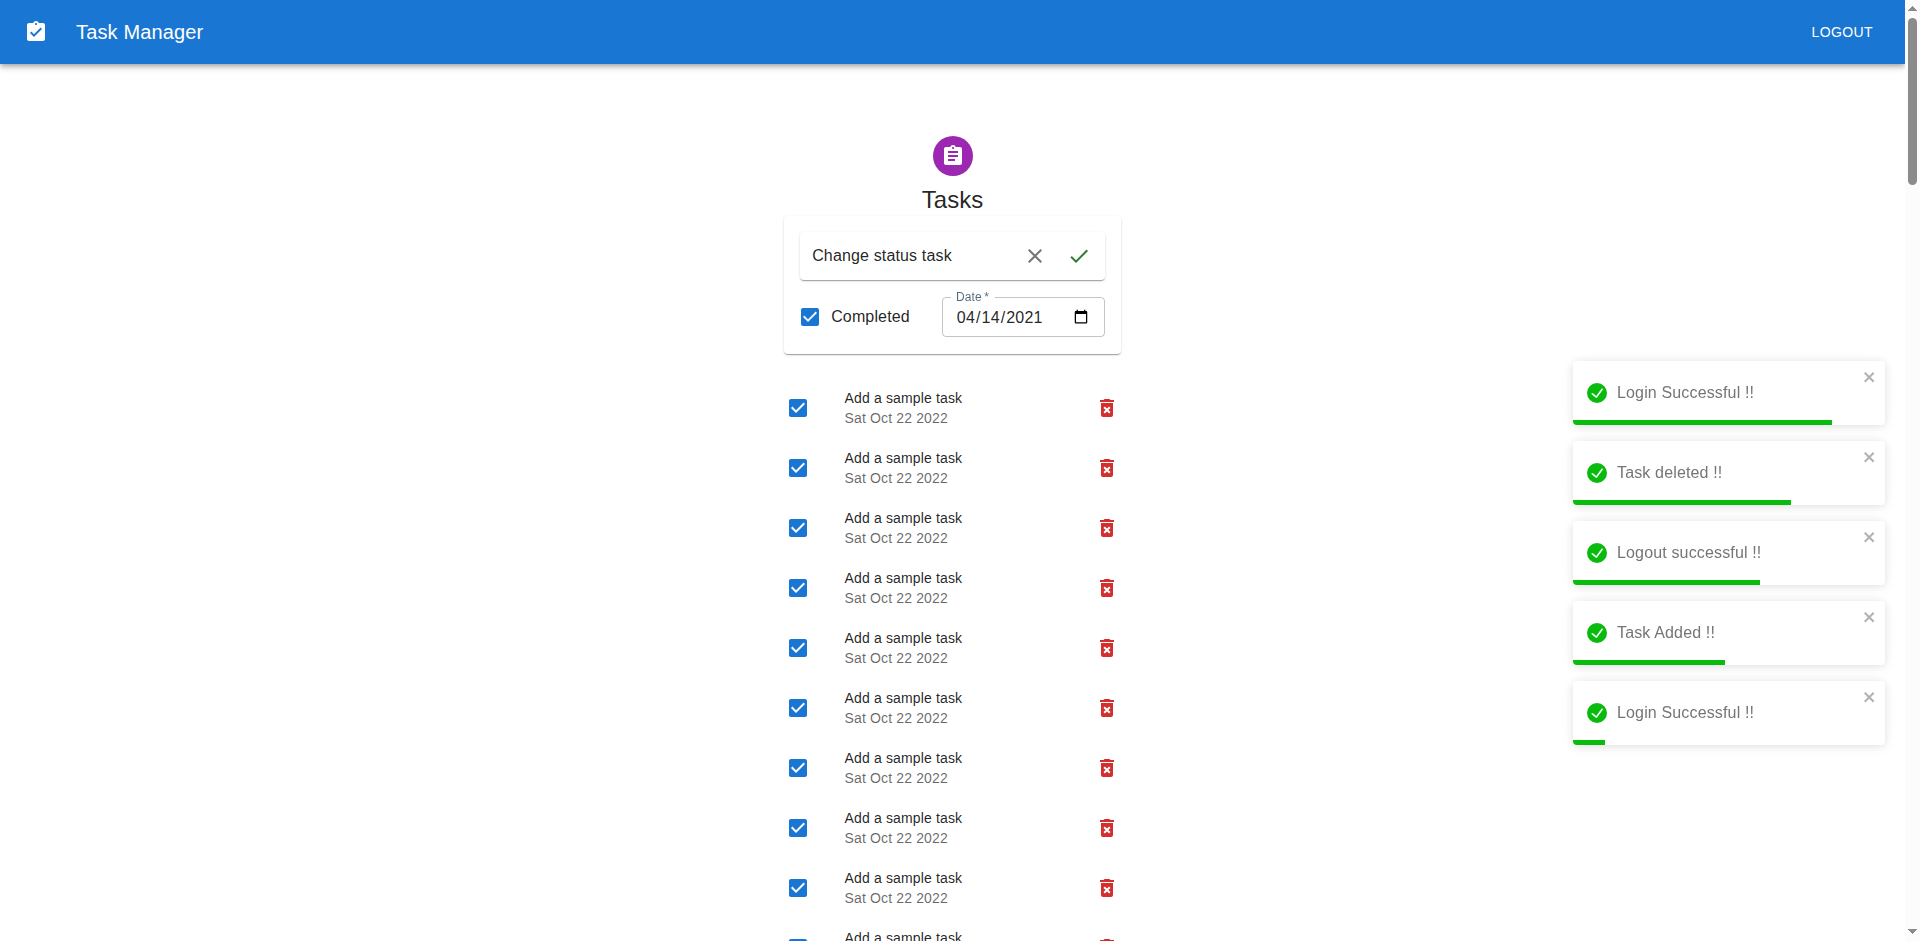 Task Manager
LOGOUT
Tasks
Change status task
Completed
Date *
04/14/2021
Add a sample task
Sat Oct 22 2022
Add a sample task
Sat Oct 22 2022
Add a sample task
Sat Oct 22 2022
Add a sample task
Sat Oct 22 2022
Add a sample task
Sat Oct 22 2022
Add a sample task
Sat Oct 22 2022
Add a sample task
Sat Oct 22 2022
Add a sample task
Sat Oct 22 2022
Add a sample task
Sat Oct 22 2022
Add a sample task
Login Successful !!
Task deleted !!
Logout successful !!
Task Added !!
Login Successful !!